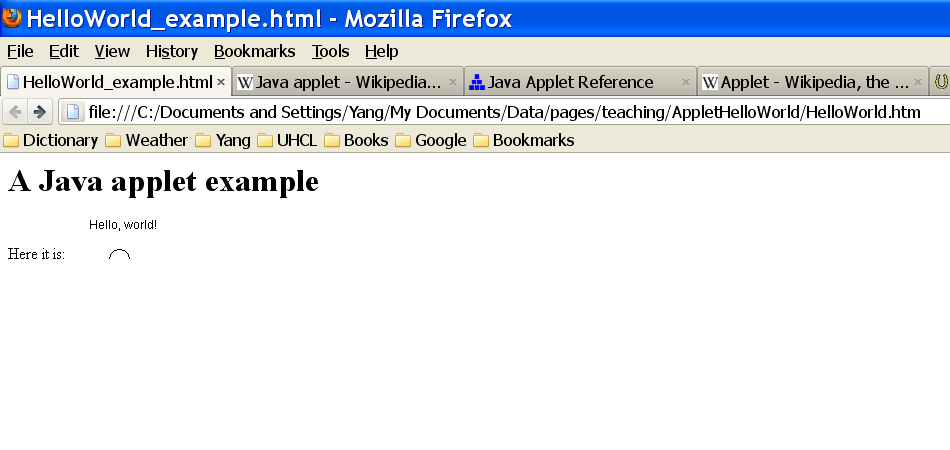 HelloWorld_example.html - Mozilla Firefox
File Edit View History Bookmarks Tools Help
HelloWorld_example.html Java applet - Wikipedia... Java Applet Reference Applet - Wikipedia, the ...
file:///C:/Documents and Settings/Yang/My Documents/Data/pages/teaching/AppletHelloWorld/HelloWorld.htm
Dictionary Weather Yang UHCL Books Google Bookmarks
A Java applet example
Hello, world!
Here it is: